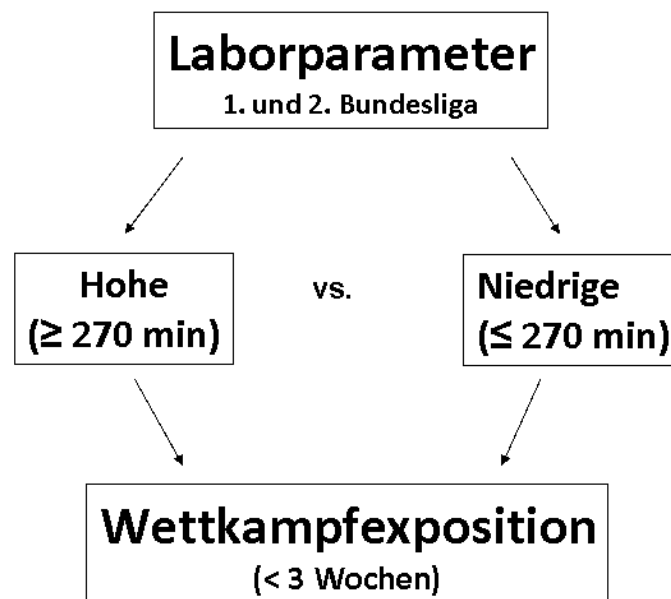 Laborparameter
1. und 2. Bundesliga
Hohe
(≥ 270 min)
vs.
Niedrige
(≤ 270 min)
Wettkampfexposition
(< 3 Wochen)